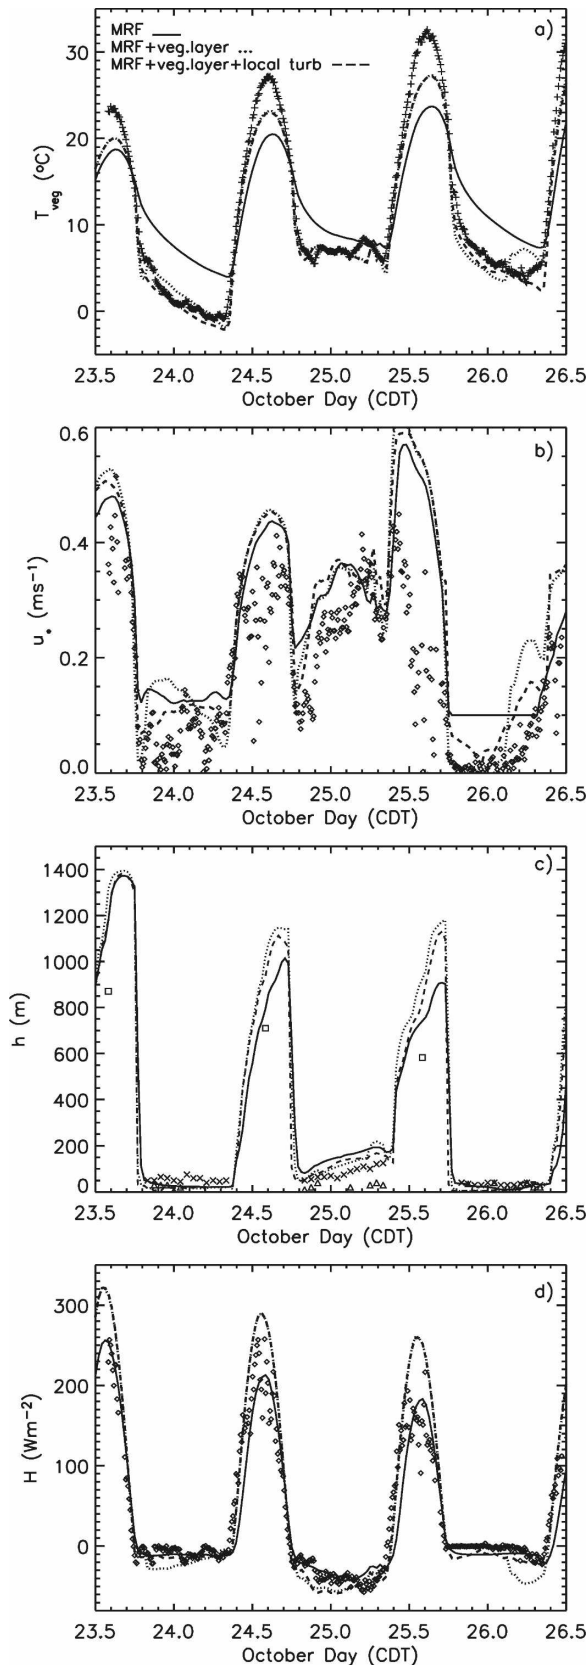 MRF
MRF+veg.layer ...
MRF+veg.layer+local turb
a)
30
20
10
0
T_veg (°C)
23.5 24.0 24.5 25.0 25.5 26.0 26.5
October Day (CDT)
b)
0.6
0.4
0.2
0.0
u* (ms⁻¹)
23.5 24.0 24.5 25.0 25.5 26.0 26.5
October Day (CDT)
c)
1400
1200
1000
800
600
400
200
0
h (m)
23.5 24.0 24.5 25.0 25.5 26.0 26.5
October Day (CDT)
d)
300
200
100
0
H (Wm−2)
23.5 24.0 24.5 25.0 25.5 26.0 26.5
October Day (CDT)